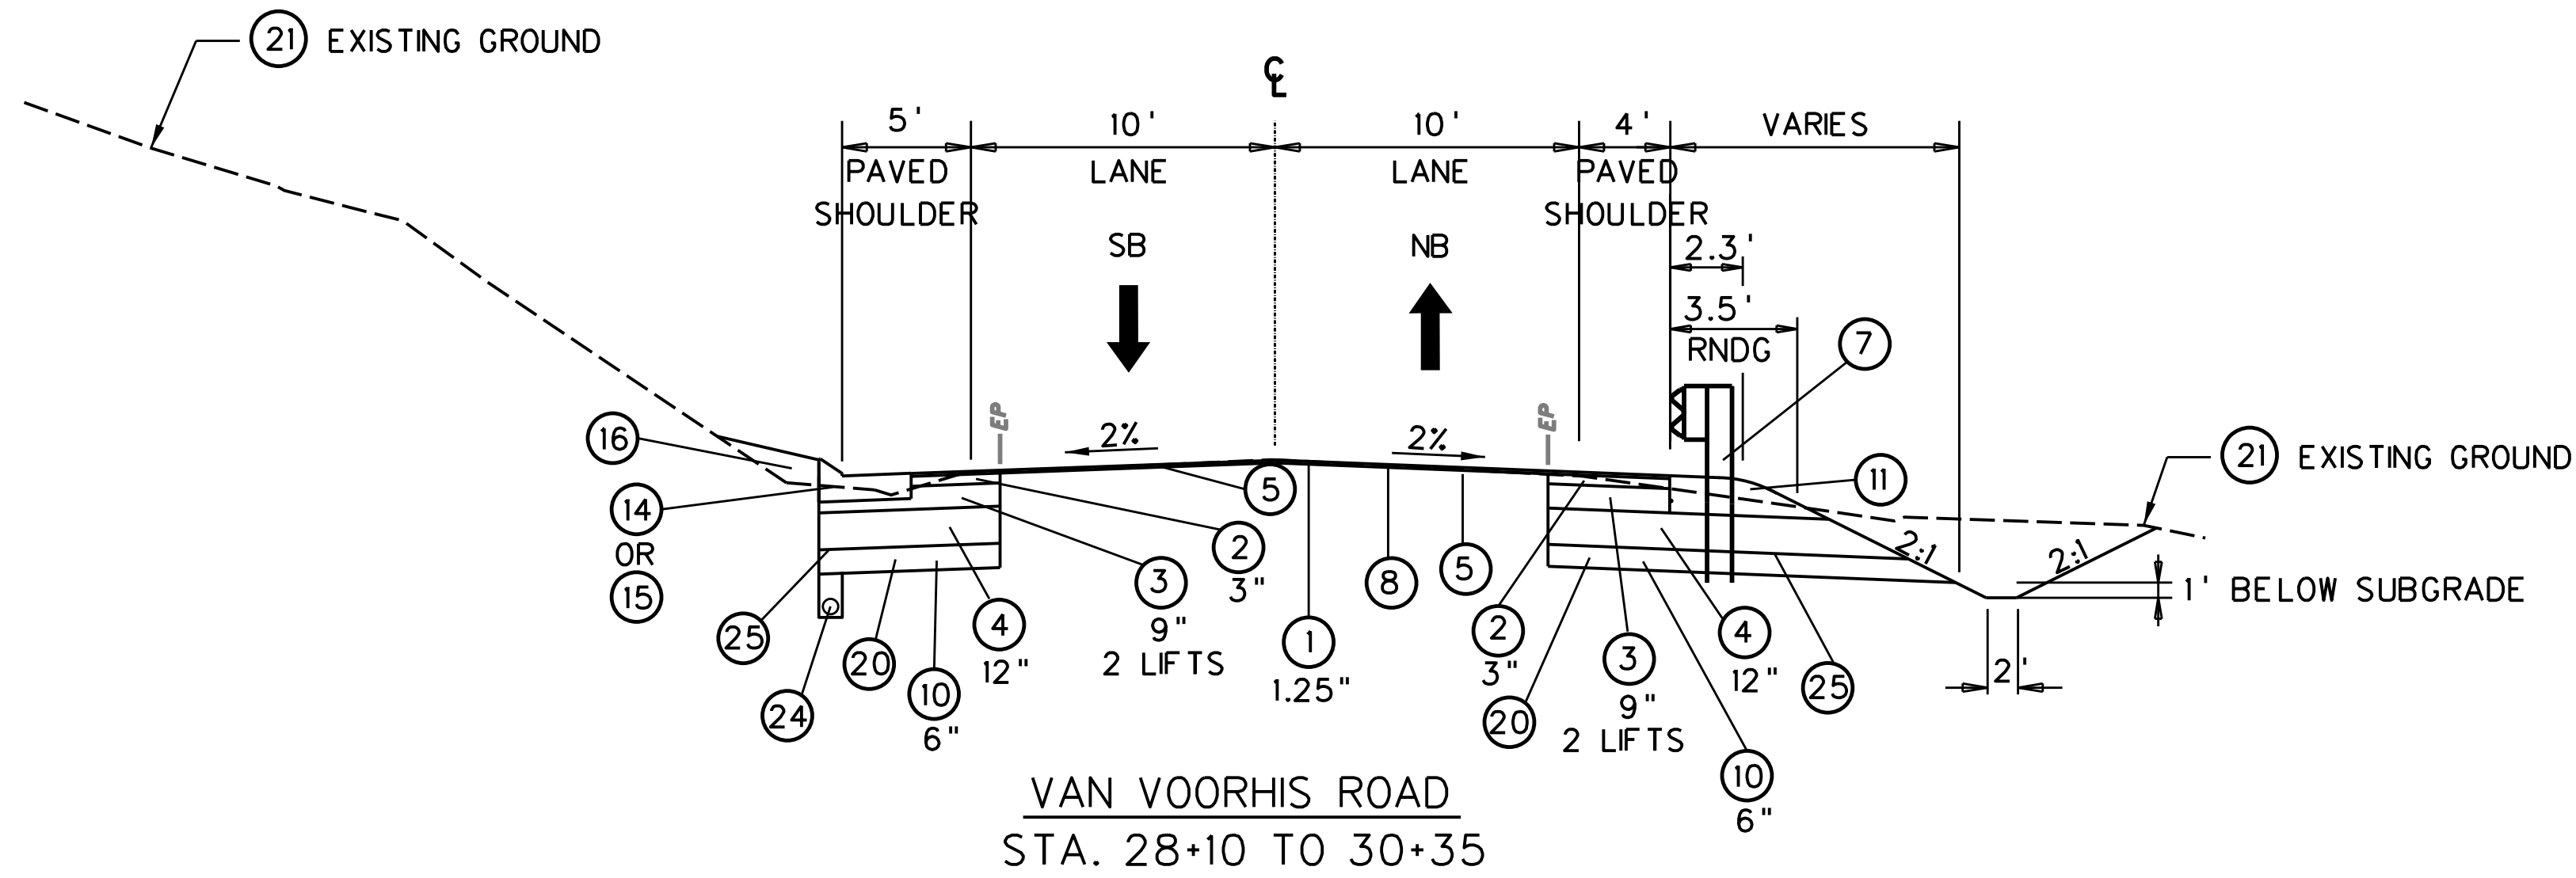 21 EXISTING GROUND
℄
5' 10' 10' 4' VARIES
PAVED SHOULDER
LANE
LANE
PAVED SHOULDER
SB
NB
2.3'
3.5'
RNDG
7
EP
EP
2%
2%
16
14
OR
15
5
11
21 EXISTING GROUND
2:1
2:1
1' BELOW SUBGRADE
2'
25
24
20
10
6"
4
12"
3
9"
2 LIFTS
2
3"
1
1.25"
8
5
2
3"
20
3
9"
2 LIFTS
4
12"
25
10
6"
VAN VOORHIS ROAD
STA. 28+10 TO 30+35